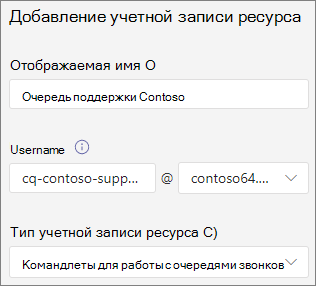 Добавление учетной записи ресурса
Отображаемая имя О
Очередь поддержки Contoso
Username
cq-contoso-supp... @ contoso64....
Тип учетной записи ресурса С)
Командлеты для работы с очередями звонков